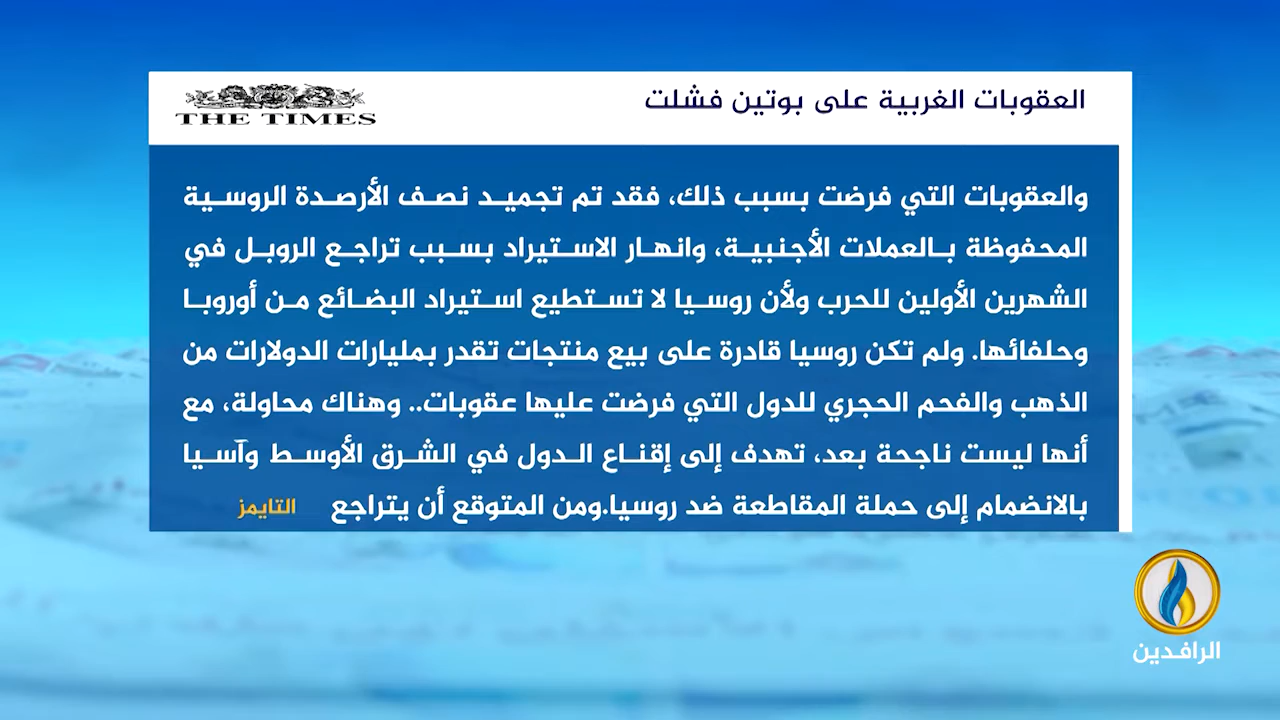 العقوبات الغربية على بوتين فشلت
THE TIMES
والعقوبات التي فرضت بسبب ذلك، فقد تم تجميد نصف الأرصدة الروسية
المحفوظة بالعملات الأجنبية، وانهار الاستيراد بسبب تراجع الروبل في
الشهرين الأولين للحرب ولأن روسيا لا تستطيع استيراد البضائع من أوروبا
وحلفائها. ولم تكن روسيا قادرة على بيع منتجات تقدر بمليارات الدولارات من
الذهب والفحم الحجري للدول التي فرضت عليها عقوبات.. وهناك محاولة، مع
أنها ليست ناجحة بعد، تهدف إلى إقناع الدول في الشرق الأوسط وآسيا
بالانضمام إلى حملة المقاطعة ضد روسيا.ومن المتوقع أن يتراجع
التايمز
الرافدين